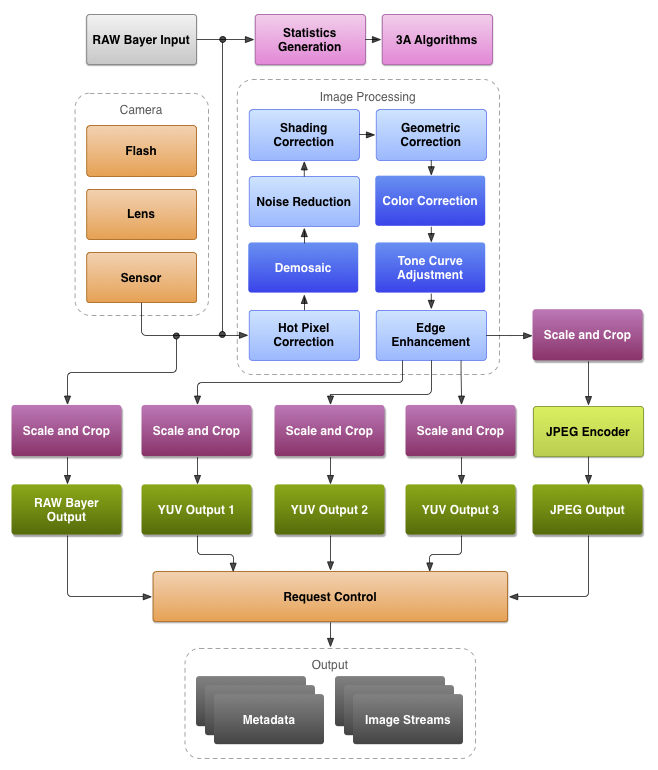 RAW Bayer Input
Statistics
Generation
3A Algorithms
Camera
Flash
Lens
Sensor
Image Processing
Shading
Correction
Geometric
Correction
Noise Reduction
Color Correction
Demosaic
Tone Curve
Adjustment
Hot Pixel
Correction
Edge
Enhancement
Scale and Crop
Scale and Crop
Scale and Crop
Scale and Crop
Scale and Crop
JPEG Encoder
RAW Bayer
Output
YUV Output 1
YUV Output 2
YUV Output 3
JPEG Output
Request Control
Output
Metadata
Image Streams